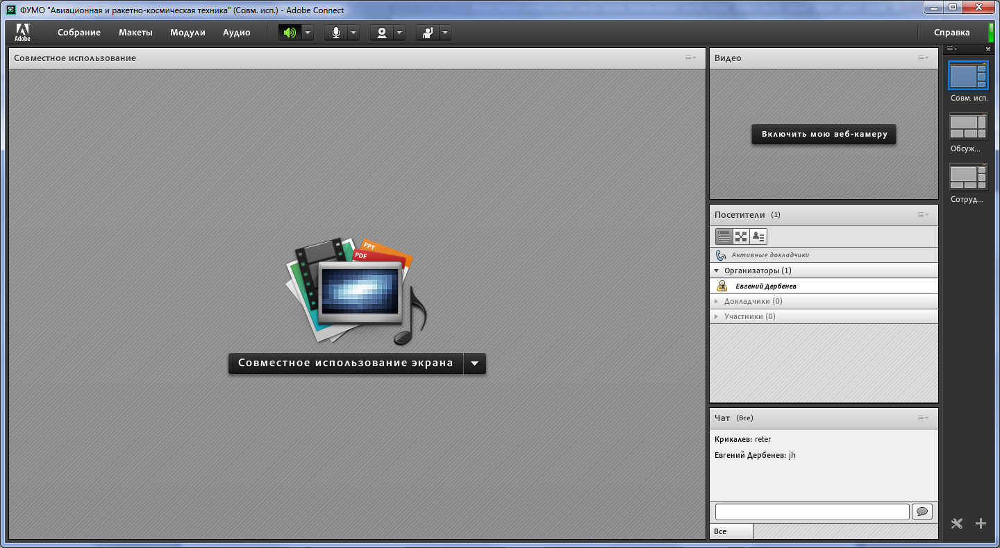 ФУМО "Авиационная и ракетно-космическая техника" (Совм. исп.) - Adobe Connect
Adobe
Собрание
Макеты
Модули
Аудио
Справка
Совместное использование
PPT
PDF
Совместное использование экрана
Видео
Включить мою веб-камеру
Посетители (1)
Активные докладчики
Организаторы (1)
Евгений Дербенев
Докладчики (0)
Участники (0)
Чат (Все)
Крикалев: reter
Евгений Дербенев: jh
Все
Совм. исп.
Обсуж...
Сотруд...